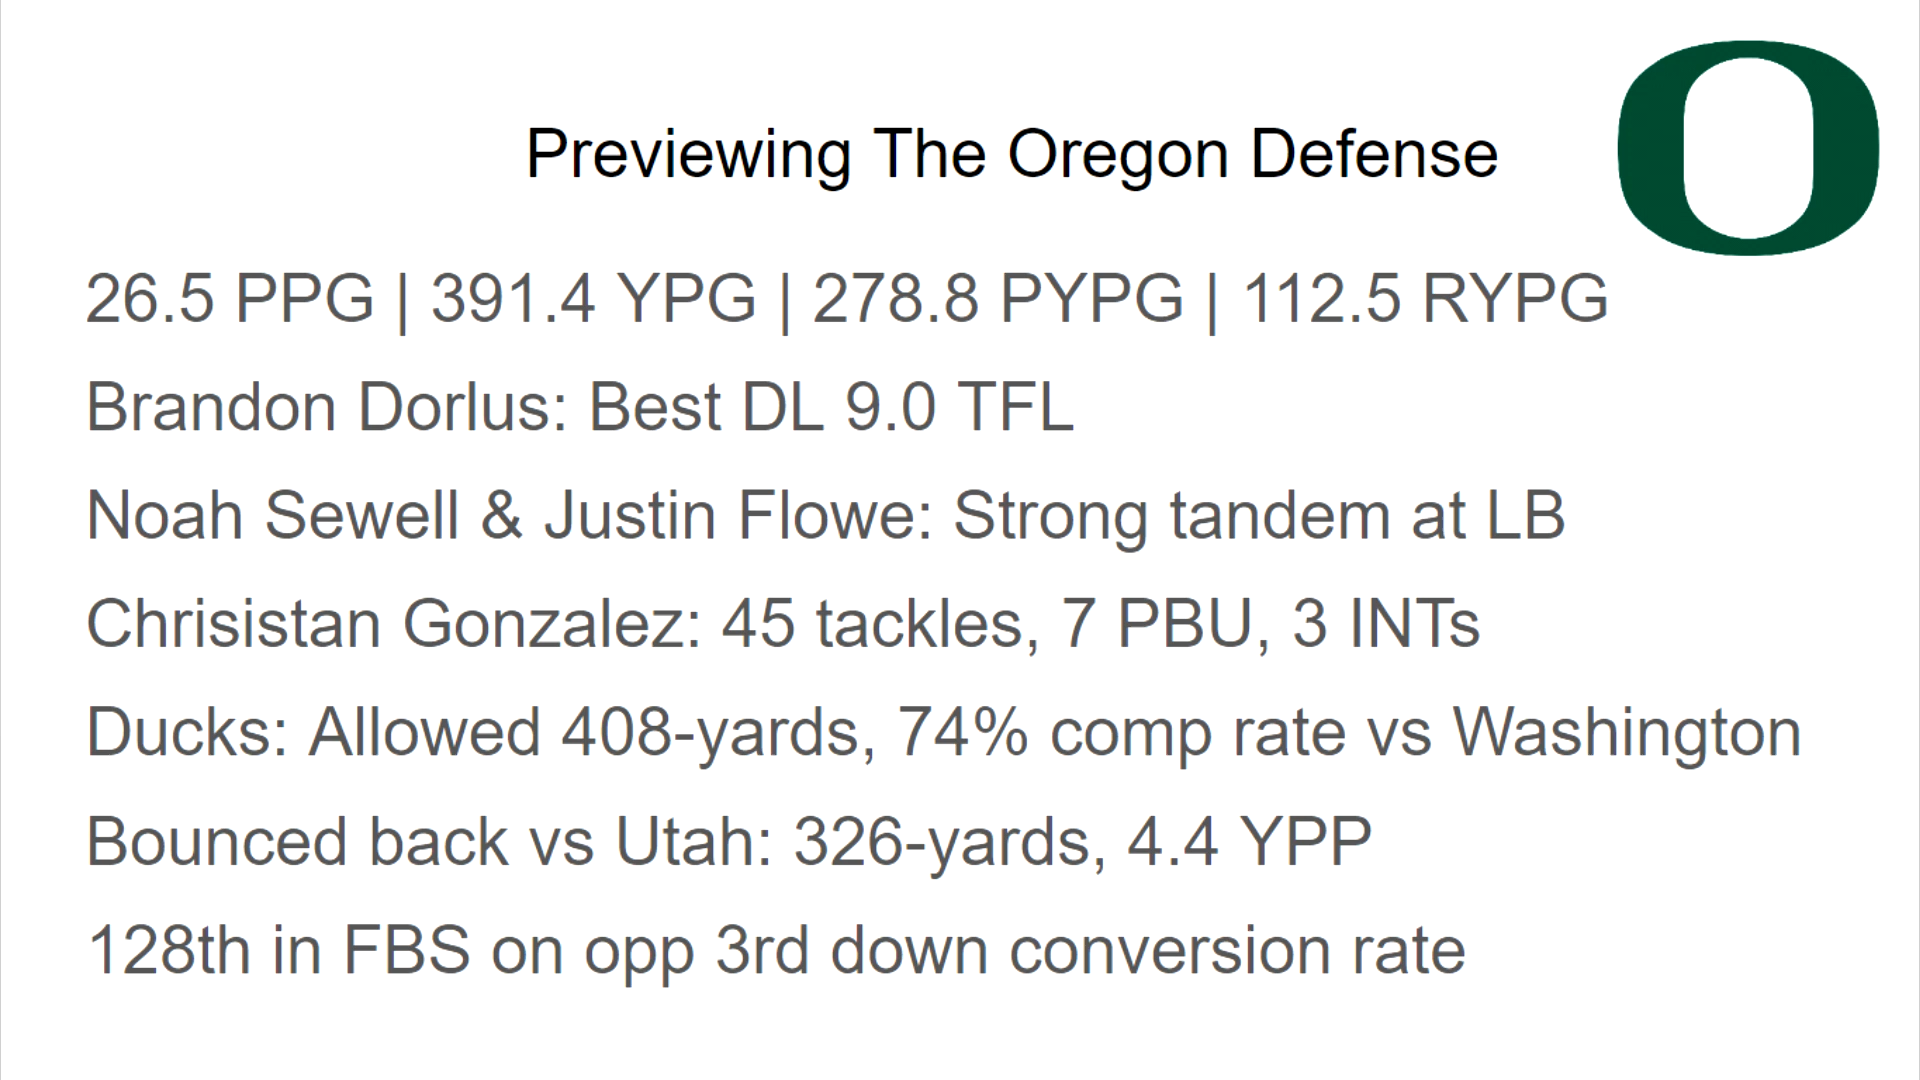 O
Previewing The Oregon Defense
26.5 PPG | 391.4 YPG | 278.8 PYPG | 112.5 RYPG
Brandon Dorlus: Best DL 9.0 TFL
Noah Sewell & Justin Flowe: Strong tandem at LB
Chrisistan Gonzalez: 45 tackles, 7 PBU, 3 INTs
Ducks: Allowed 408-yards, 74% comp rate vs Washington
Bounced back vs Utah: 326-yards, 4.4 YPP
128th in FBS on opp 3rd down conversion rate